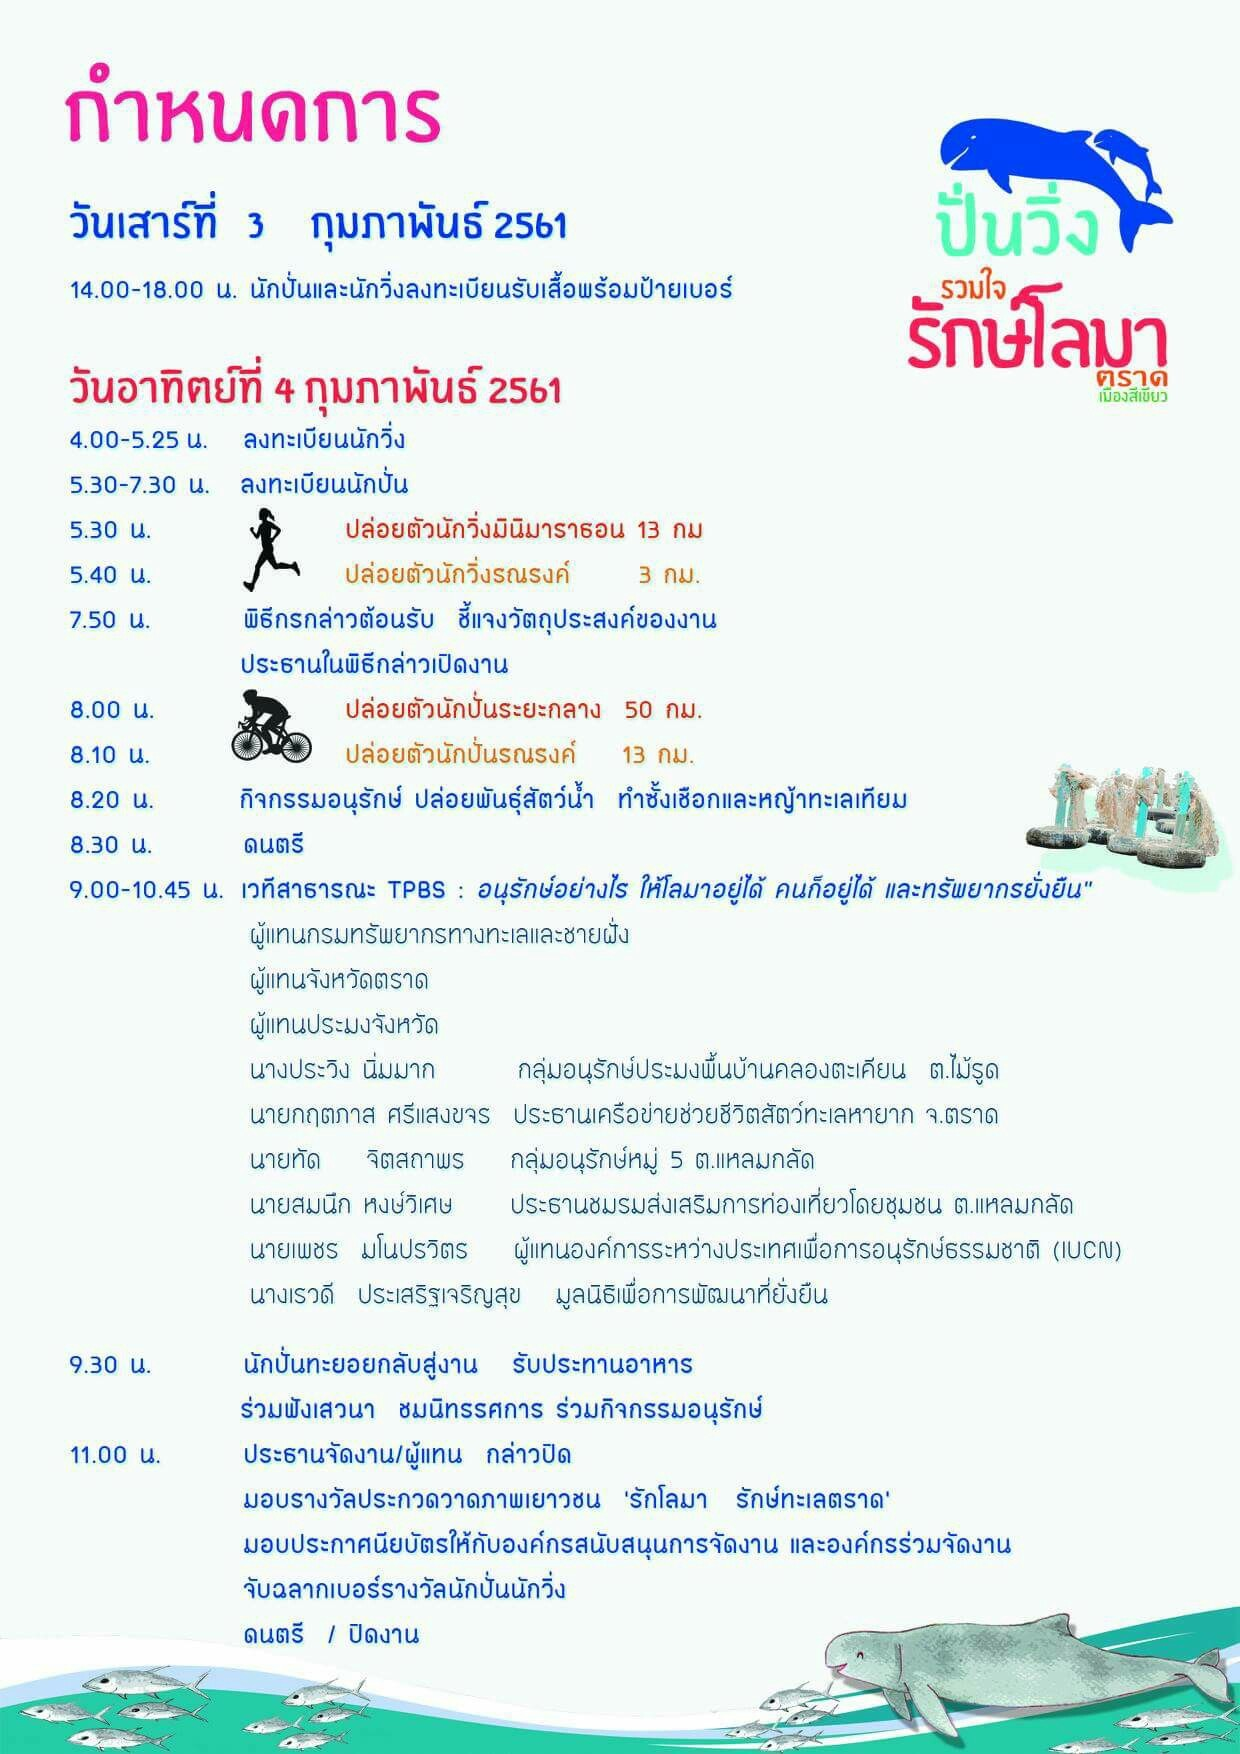 กำหนดการ
ปั่นวิ่ง
รวมใจ
รักษ์โลมา
ตราด
เมืองสีเขียว
วันเสาร์ที่ 3 กุมภาพันธ์ 2561
14.00-18.00 น. นักปั่นและนักวิ่งลงทะเบียนรับเสื้อพร้อมป้ายเบอร์
วันอาทิตย์ที่ 4 กุมภาพันธ์ 2561
4.00-5.25 น. ลงทะเบียนนักวิ่ง
5.30-7.30 น. ลงทะเบียนนักปั่น
5.30 น. ปล่อยตัวนักวิ่งมินิมาราธอน 13 กม
5.40 น. ปล่อยตัวนักวิ่งรณรงค์ 3 กม.
7.50 น. พิธีกรกล่าวต้อนรับ ชี้แจงวัตถุประสงค์ของงาน
ประธานในพิธีกล่าวเปิดงาน
8.00 น. ปล่อยตัวนักปั่นระยะกลาง 50 กม.
8.10 น. ปล่อยตัวนักปั่นรณรงค์ 13 กม.
8.20 น. กิจกรรมอนุรักษ์ ปล่อยพันธุ์สัตว์น้ำ ทำซั้งเชือกและหญ้าทะเลเทียม
8.30 น. ดนตรี
9.00-10.45 น. เวทีสาธารณะ TPBS : อนุรักษ์อย่างไร ให้โลมาอยู่ได้ คนก็อยู่ได้ และทรัพยากรยั่งยืน"
ผู้แทนกรมทรัพยากรทางทะเลและชายฝั่ง
ผู้แทนจังหวัดตราด
ผู้แทนประมงจังหวัด
นางประวิง นิ่มมาก กลุ่มอนุรักษ์ประมงพื้นบ้านคลองตะเคียน ต.ไม้รูด
นายกฤตภาส ศรีแสงขจร ประธานเครือข่ายช่วยชีวิตสัตว์ทะเลหายาก จ.ตราด
นายทัด จิตสถาพร กลุ่มอนุรักษ์หมู่ 5 ต.แหลมกลัด
นายสมนึก หงษ์วิเศษ ประธานชมรมส่งเสริมการท่องเที่ยวโดยชุมชน ต.แหลมกลัด
นายเพชร มโนปวิตร ผู้แทนองค์การระหว่างประเทศเพื่อการอนุรักษ์ธรรมชาติ (IUCN)
นางเรวดี ประเสริฐเจริญสุข มูลนิธิเพื่อการพัฒนาที่ยั่งยืน
9.30 น. นักปั่นทะยอยกลับสู่งาน รับประทานอาหาร
ร่วมฟังเสวนา ชมนิทรรศการ ร่วมกิจกรรมอนุรักษ์
11.00 น. ประธานจัดงาน/ผู้แทน กล่าวปิด
มอบรางวัลประกวดวาดภาพเยาวชน 'รักโลมา รักษ์ทะเลตราด'
มอบประกาศนียบัตรให้กับองค์กรสนับสนุนการจัดงาน และองค์กรร่วมจัดงาน
จับฉลากเบอร์รางวัลนักปั่นนักวิ่ง
ดนตรี / ปิดงาน